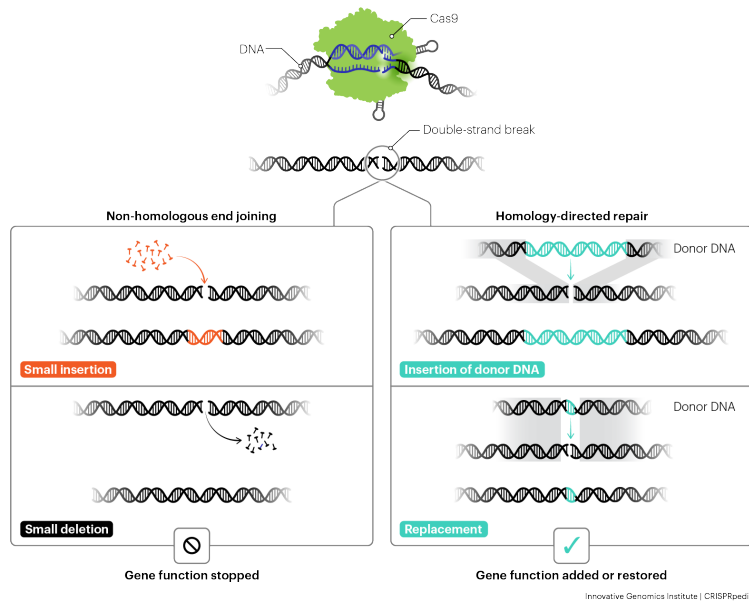 Cas9
DNA
Double-strand break
Non-homologous end joining
Small insertion
Small deletion
Gene function stopped
Homology-directed repair
Donor DNA
Insertion of donor DNA
Donor DNA
Replacement
Gene function added or restored
Innovative Genomics Institute | CRISPRpedi